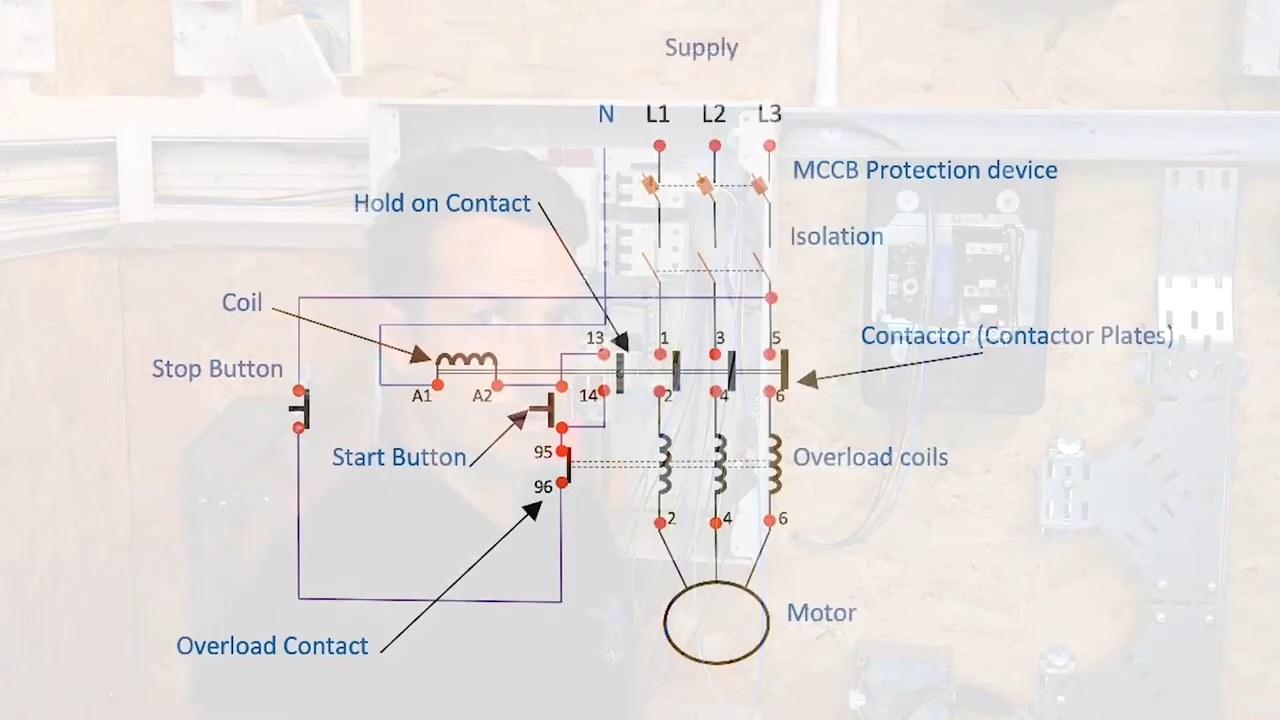 Supply
N L1 L2 L3
MCCB Protection device
Hold on Contact
Isolation
Coil
13 1 3 5
Contactor (Contactor Plates)
Stop Button
A1 A2 14 2 4 6
Start Button
95
Overload coils
96
2 4 6
Motor
Overload Contact